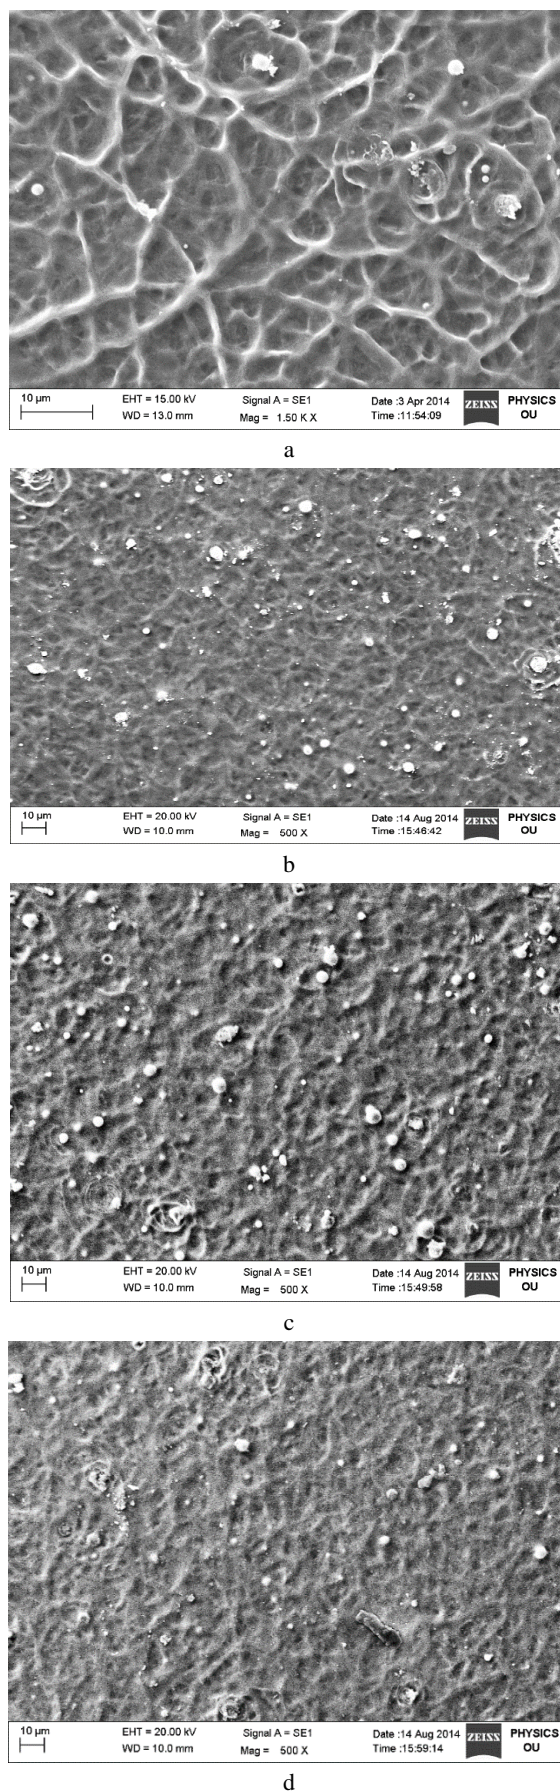 10 µm EHT = 15.00 kV Signal A = SE1 Date :3 Apr 2014 ZEISS PHYSICS
WD = 13.0 mm Mag = 1.50 K X Time :11:54:09 OU
a
10 µm EHT = 20.00 kV Signal A = SE1 Date :14 Aug 2014 ZEISS PHYSICS
WD = 10.0 mm Mag = 500 X Time :15:46:42 OU
b
10 µm EHT = 20.00 kV Signal A = SE1 Date :14 Aug 2014 ZEISS PHYSICS
WD = 10.0 mm Mag = 500 X Time :15:49:58 OU
c
10 µm EHT = 20.00 kV Signal A = SE1 Date :14 Aug 2014 ZEISS PHYSICS
WD = 10.0 mm Mag = 500 X Time :15:59:14 OU
d